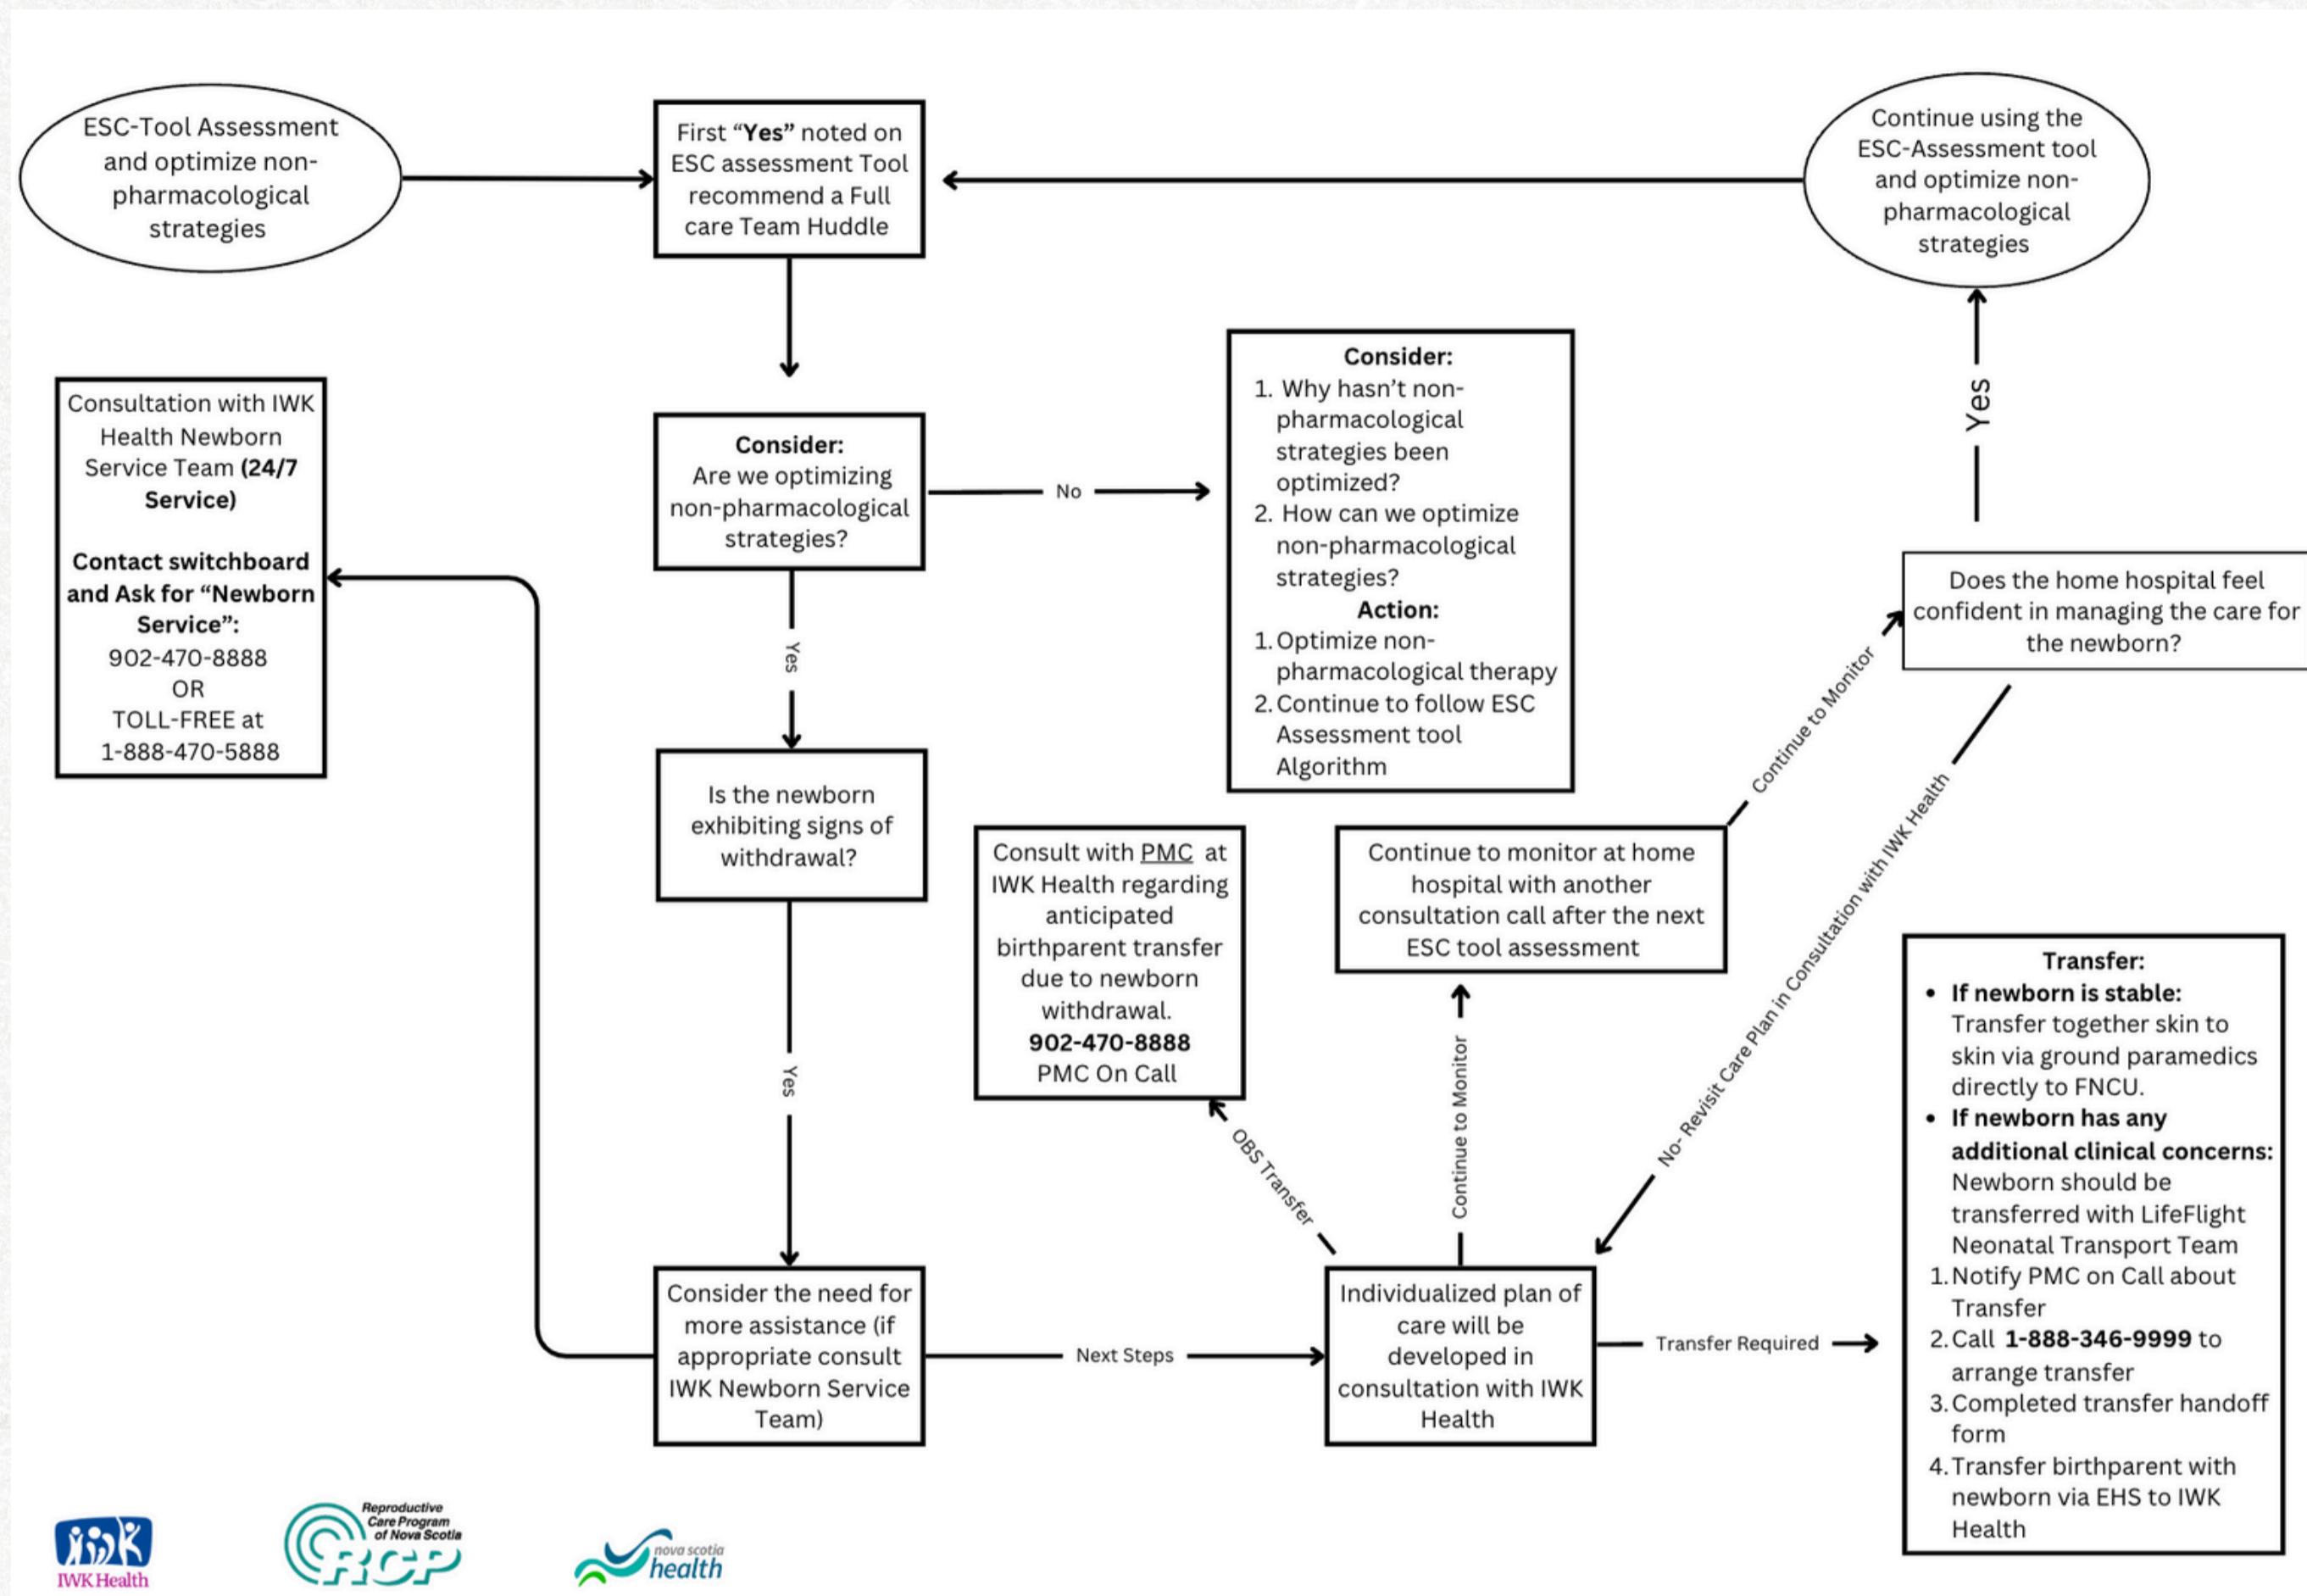 ESC-Tool Assessment
and optimize non-
pharmacological
strategies
First “Yes” noted on
ESC assessment Tool
recommend a Full
care Team Huddle
Continue using the
ESC-Assessment tool
and optimize non-
pharmacological
strategies
Consultation with IWK
Health Newborn
Service Team (24/7
Service)
Contact switchboard
and Ask for “Newborn
Service”:
902-470-8888
OR
TOLL-FREE at
1-888-470-5888
Consider:
Are we optimizing
non-pharmacological
strategies?
No
Consider:
1. Why hasn’t non-
pharmacological
strategies been
optimized?
2. How can we optimize
non-pharmacological
strategies?
Action:
1. Optimize non-
pharmacological therapy
2. Continue to follow ESC
Assessment tool
Algorithm
Yes
Does the home hospital feel
confident in managing the care for
the newborn?
Yes
Is the newborn
exhibiting signs of
withdrawal?
Consult with PMC at
IWK Health regarding
anticipated
birthparent transfer
due to newborn
withdrawal.
902-470-8888
PMC On Call
Continue to monitor at home
hospital with another
consultation call after the next
ESC tool assessment
Continue to Monitor
No- Revisit Care Plan in Consultation with IWK Health
Yes
OBS Transfer
Continue to Monitor
Consider the need for
more assistance (if
appropriate consult
IWK Newborn Service
Team)
Next Steps
Individualized plan of
care will be
developed in
consultation with IWK
Health
Transfer Required
Transfer:
• If newborn is stable:
Transfer together skin to
skin via ground paramedics
directly to FNCU.
• If newborn has any
additional clinical concerns:
Newborn should be
transferred with LifeFlight
Neonatal Transport Team
1. Notify PMC on Call about
Transfer
2. Call 1-888-346-9999 to
arrange transfer
3. Completed transfer handoff
form
4. Transfer birthparent with
newborn via EHS to IWK
Health
IWK Health
Reproductive
Care Program
of Nova Scotia
RCP
nova scotia
health